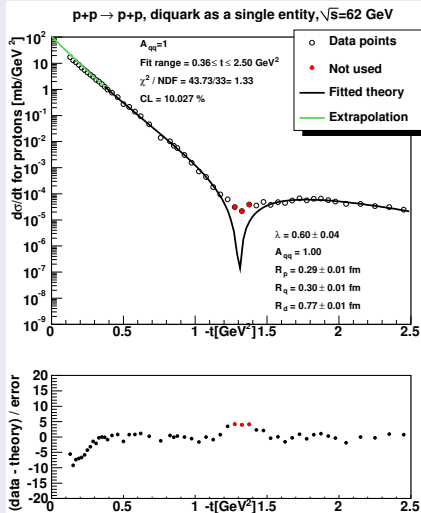 p+p → p+p, diquark as a single entity, √s=62 GeV
dσ/dt for protons [mb/GeV²]
10²
10
1
10⁻¹
10⁻²
10⁻³
10⁻⁴
10⁻⁵
10⁻⁶
10⁻⁷
10⁻⁸
10⁻⁹
A_qq=1
Fit range = 0.36≤ t ≤ 2.50 GeV²
χ² / NDF = 43.73/33= 1.33
CL = 10.027 %
Data points
Not used
Fitted theory
Extrapolation
λ = 0.60 ± 0.04
A_qq = 1.00
R_p = 0.29 ± 0.01 fm
R_q = 0.30 ± 0.01 fm
R_d = 0.77 ± 0.01 fm
0 0.5 1 -t[GeV²] 1.5 2 2.5
(data - theory) / error
20
15
10
5
0
-5
-10
-15
-20
0 0.5 1 -t[GeV²] 1.5 2 2.5